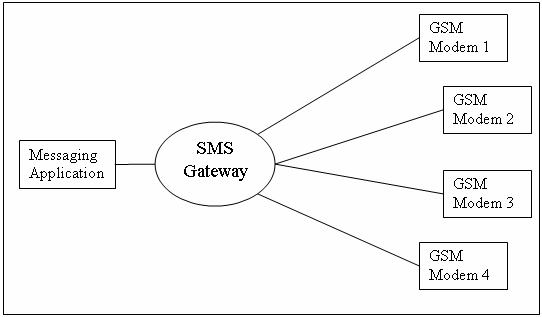 GSM
Modem 1
GSM
Modem 2
SMS
Gateway
Messaging
Application
GSM
Modem 3
GSM
Modem 4